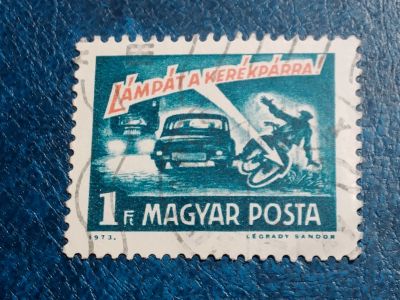 LÁMPÁT A KERÉKPÁRRA!
1 Ft MAGYAR POSTA
1973. LÉGRÁDY SÁNDOR